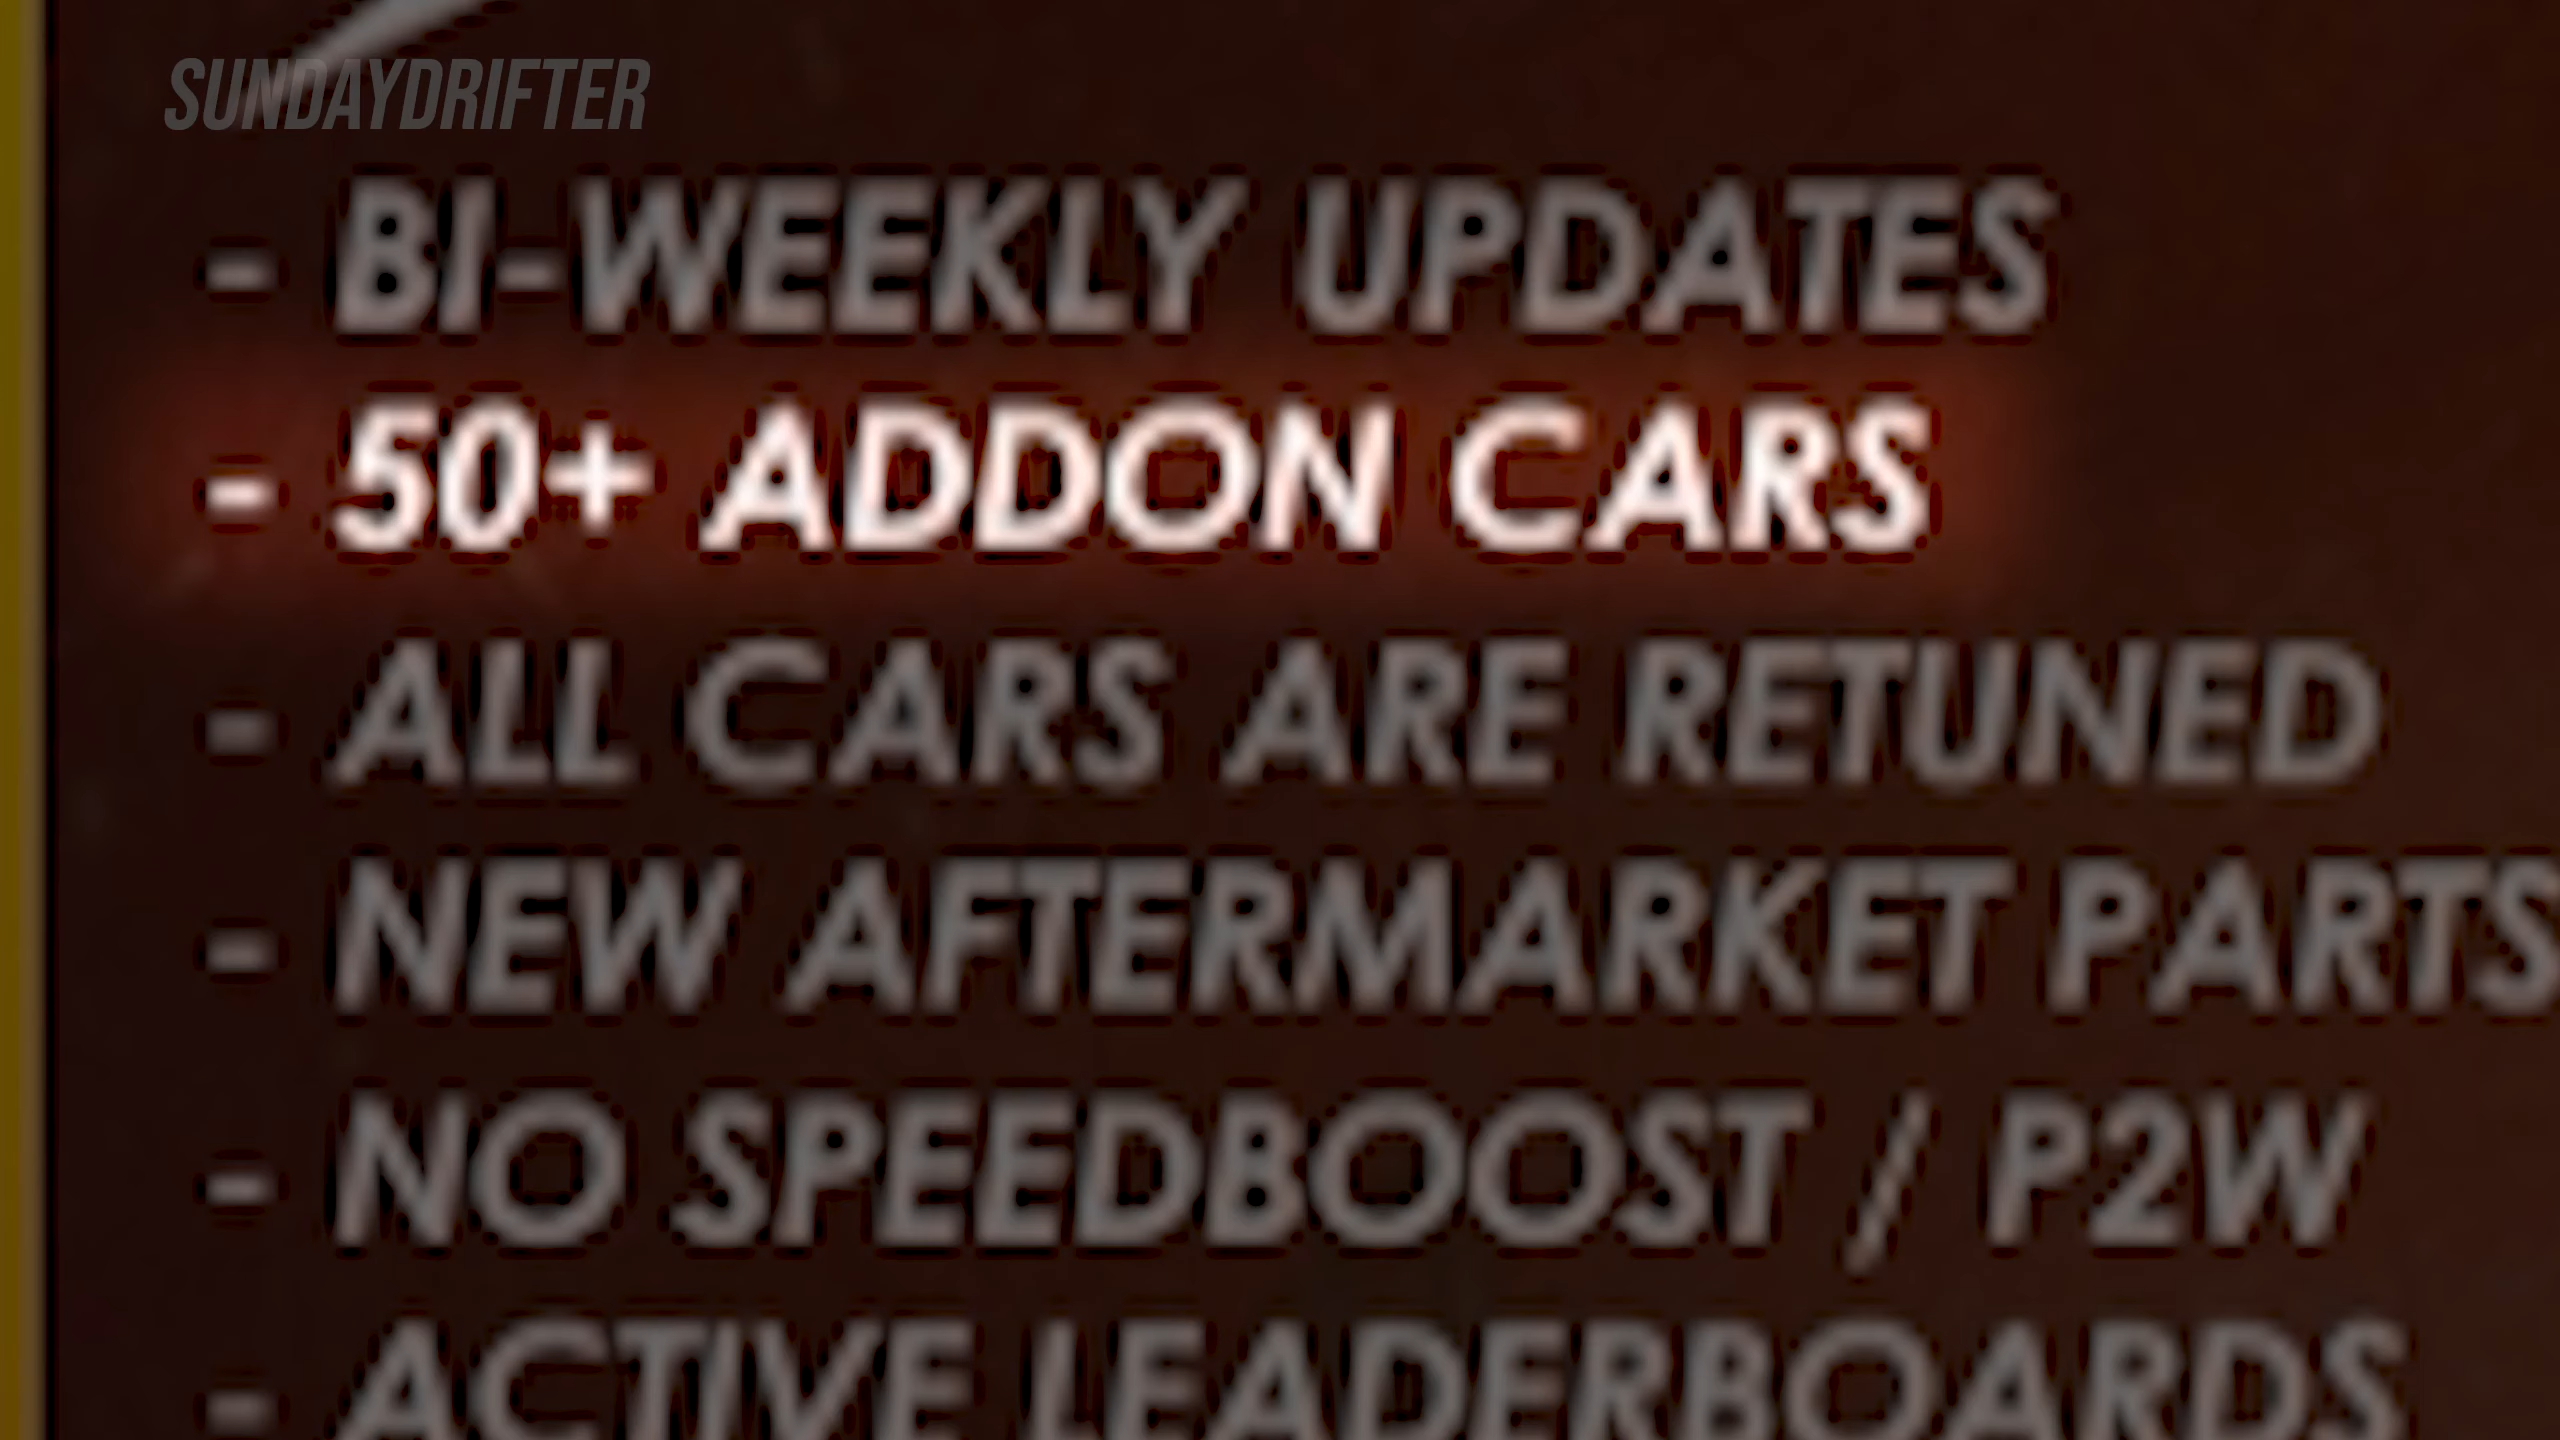 SUNDAYDRIFTER
- BI-WEEKLY UPDATES
- 50+ ADDON CARS
- ALL CARS ARE RETUNED
- NEW AFTERMARKET PARTS
- NO SPEEDBOOST / P2W
- ACTIVE LEADERBOARDS